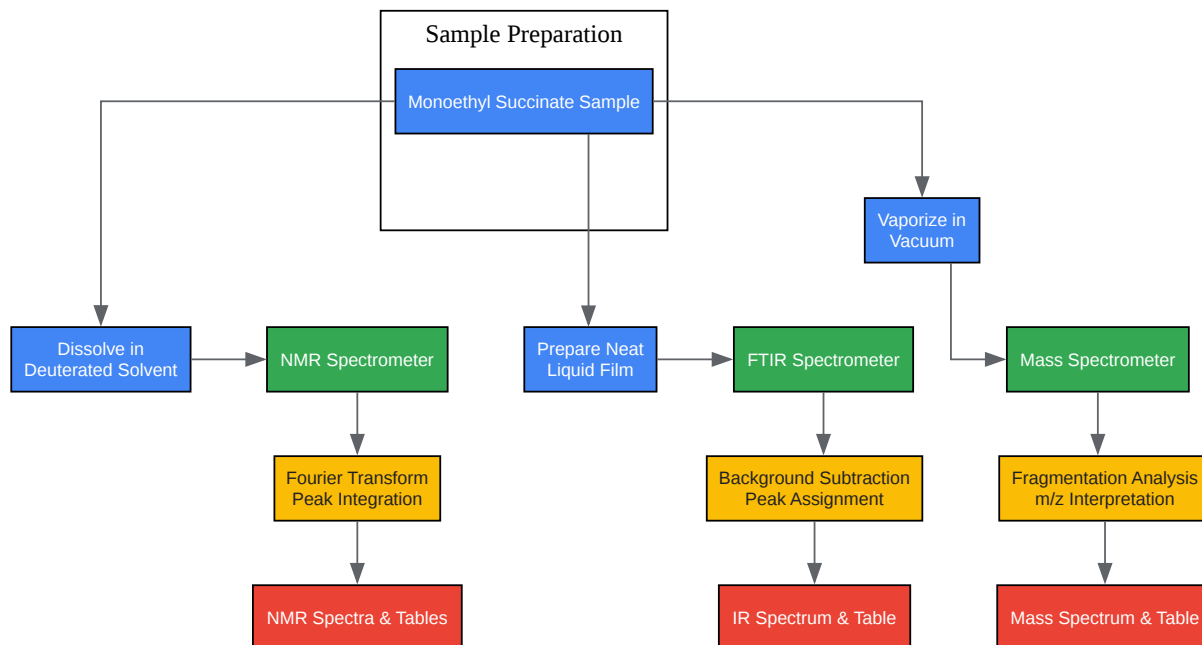 Sample Preparation
Monoethyl Succinate Sample
Vaporize in
Vacuum
Dissolve in
Deuterated Solvent
NMR Spectrometer
Prepare Neat
Liquid Film
FTIR Spectrometer
Mass Spectrometer
Fourier Transform
Peak Integration
Background Subtraction
Peak Assignment
Fragmentation Analysis
m/z Interpretation
NMR Spectra & Tables
IR Spectrum & Table
Mass Spectrum & Table